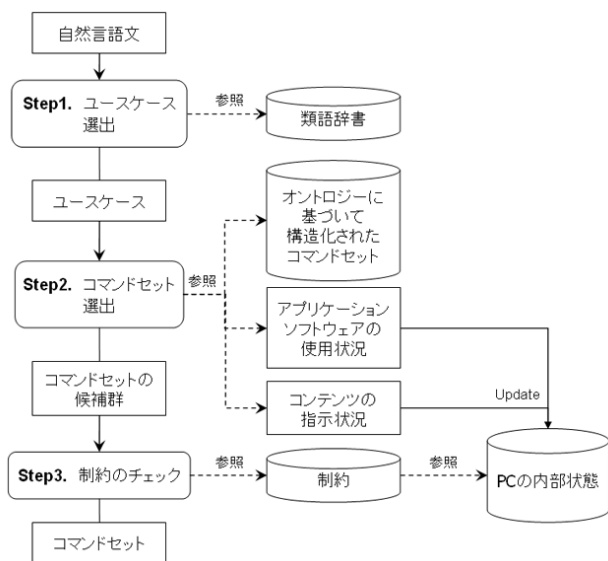 自然言語文
Step1. ユースケース
選出
参照
類語辞書
ユースケース
オントロジーに
基づいて
構造化された
コマンドセット
Step2. コマンドセット
選出
参照
アプリケーション
ソフトウェアの
使用状況
コマンドセットの
候補群
コンテンツの
指示状況
Update
Step3. 制約のチェック
参照
制約
参照
PCの内部状態
コマンドセット